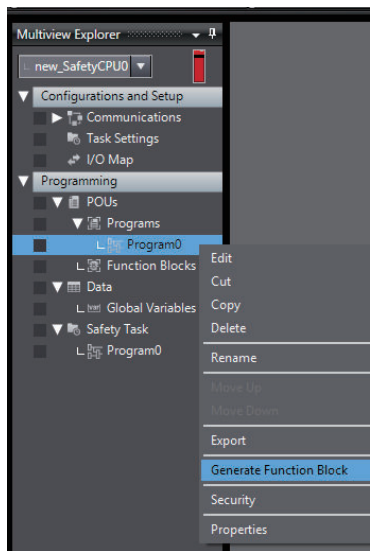 Multiview Explorer
new_SafetyCPU0
Configurations and Setup
Communications
Task Settings
I/O Map
Programming
POUs
Programs
Program0
Function Blocks
Data
Global Variables
Safety Task
Program0
Edit
Cut
Copy
Delete
Rename
Move Up
Move Down
Export
Generate Function Block
Security
Properties